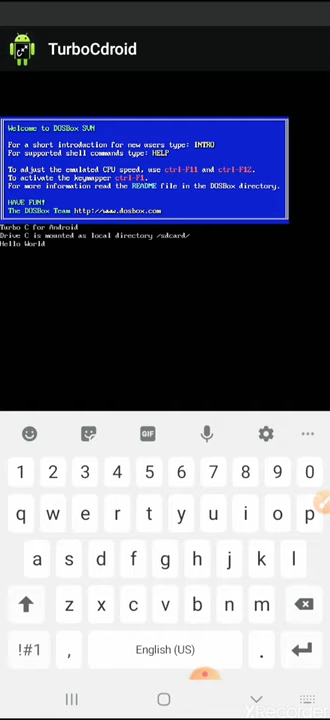 TurboCdroid
Welcome to DOSBox SVN
For a short introduction for new users type: INTRO
For supported shell commands type: HELP
To adjust the emulated CPU speed, use ctrl-F11 and ctrl-F12.
To activate the keymapper ctrl-F1.
For more information read the README file in the DOSBox directory.
HAVE FUN!
The DOSBox Team http://www.dosbox.com
Turbo C for Android
Drive C is mounted as local directory /sdcard/
Hello World
GIF
1 2 3 4 5 6 7 8 9 0
q w e r t y u i o p
a s d f g h j k l
z x c v b n m
!#1 , English (US) .
XRecorder